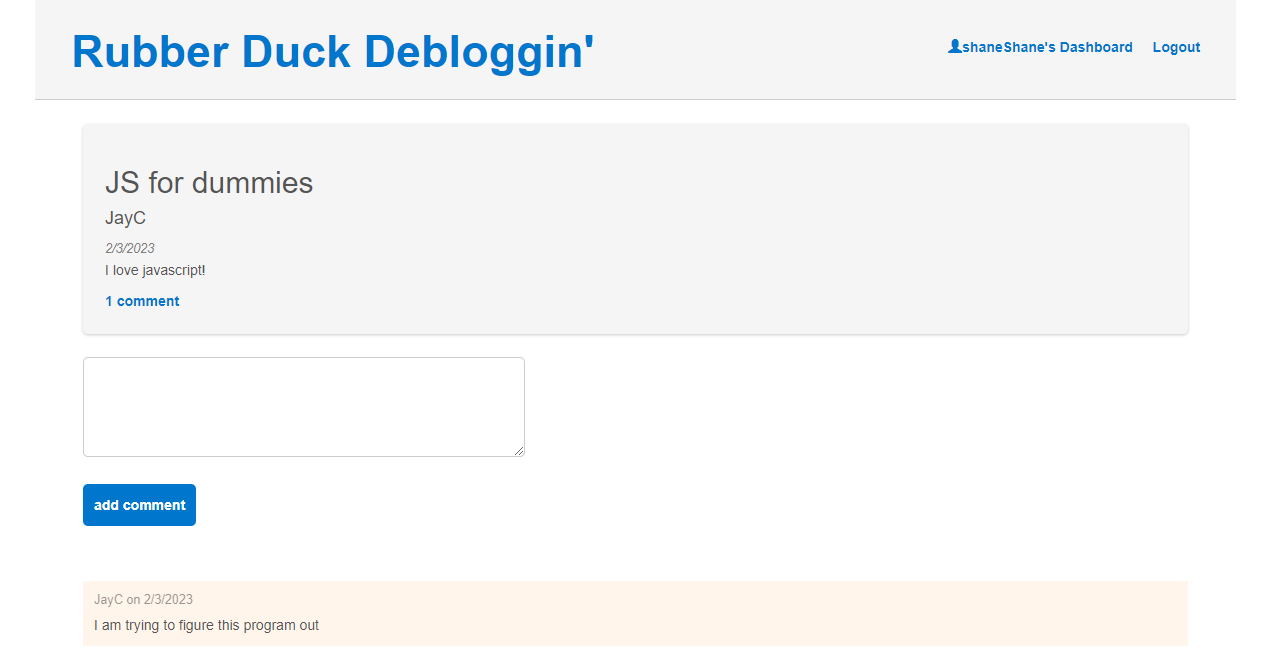 Rubber Duck Debloggin'
shaneShane's Dashboard Logout
JS for dummies
JayC
2/3/2023
I love javascript!
1 comment
add comment
JayC on 2/3/2023
I am trying to figure this program out